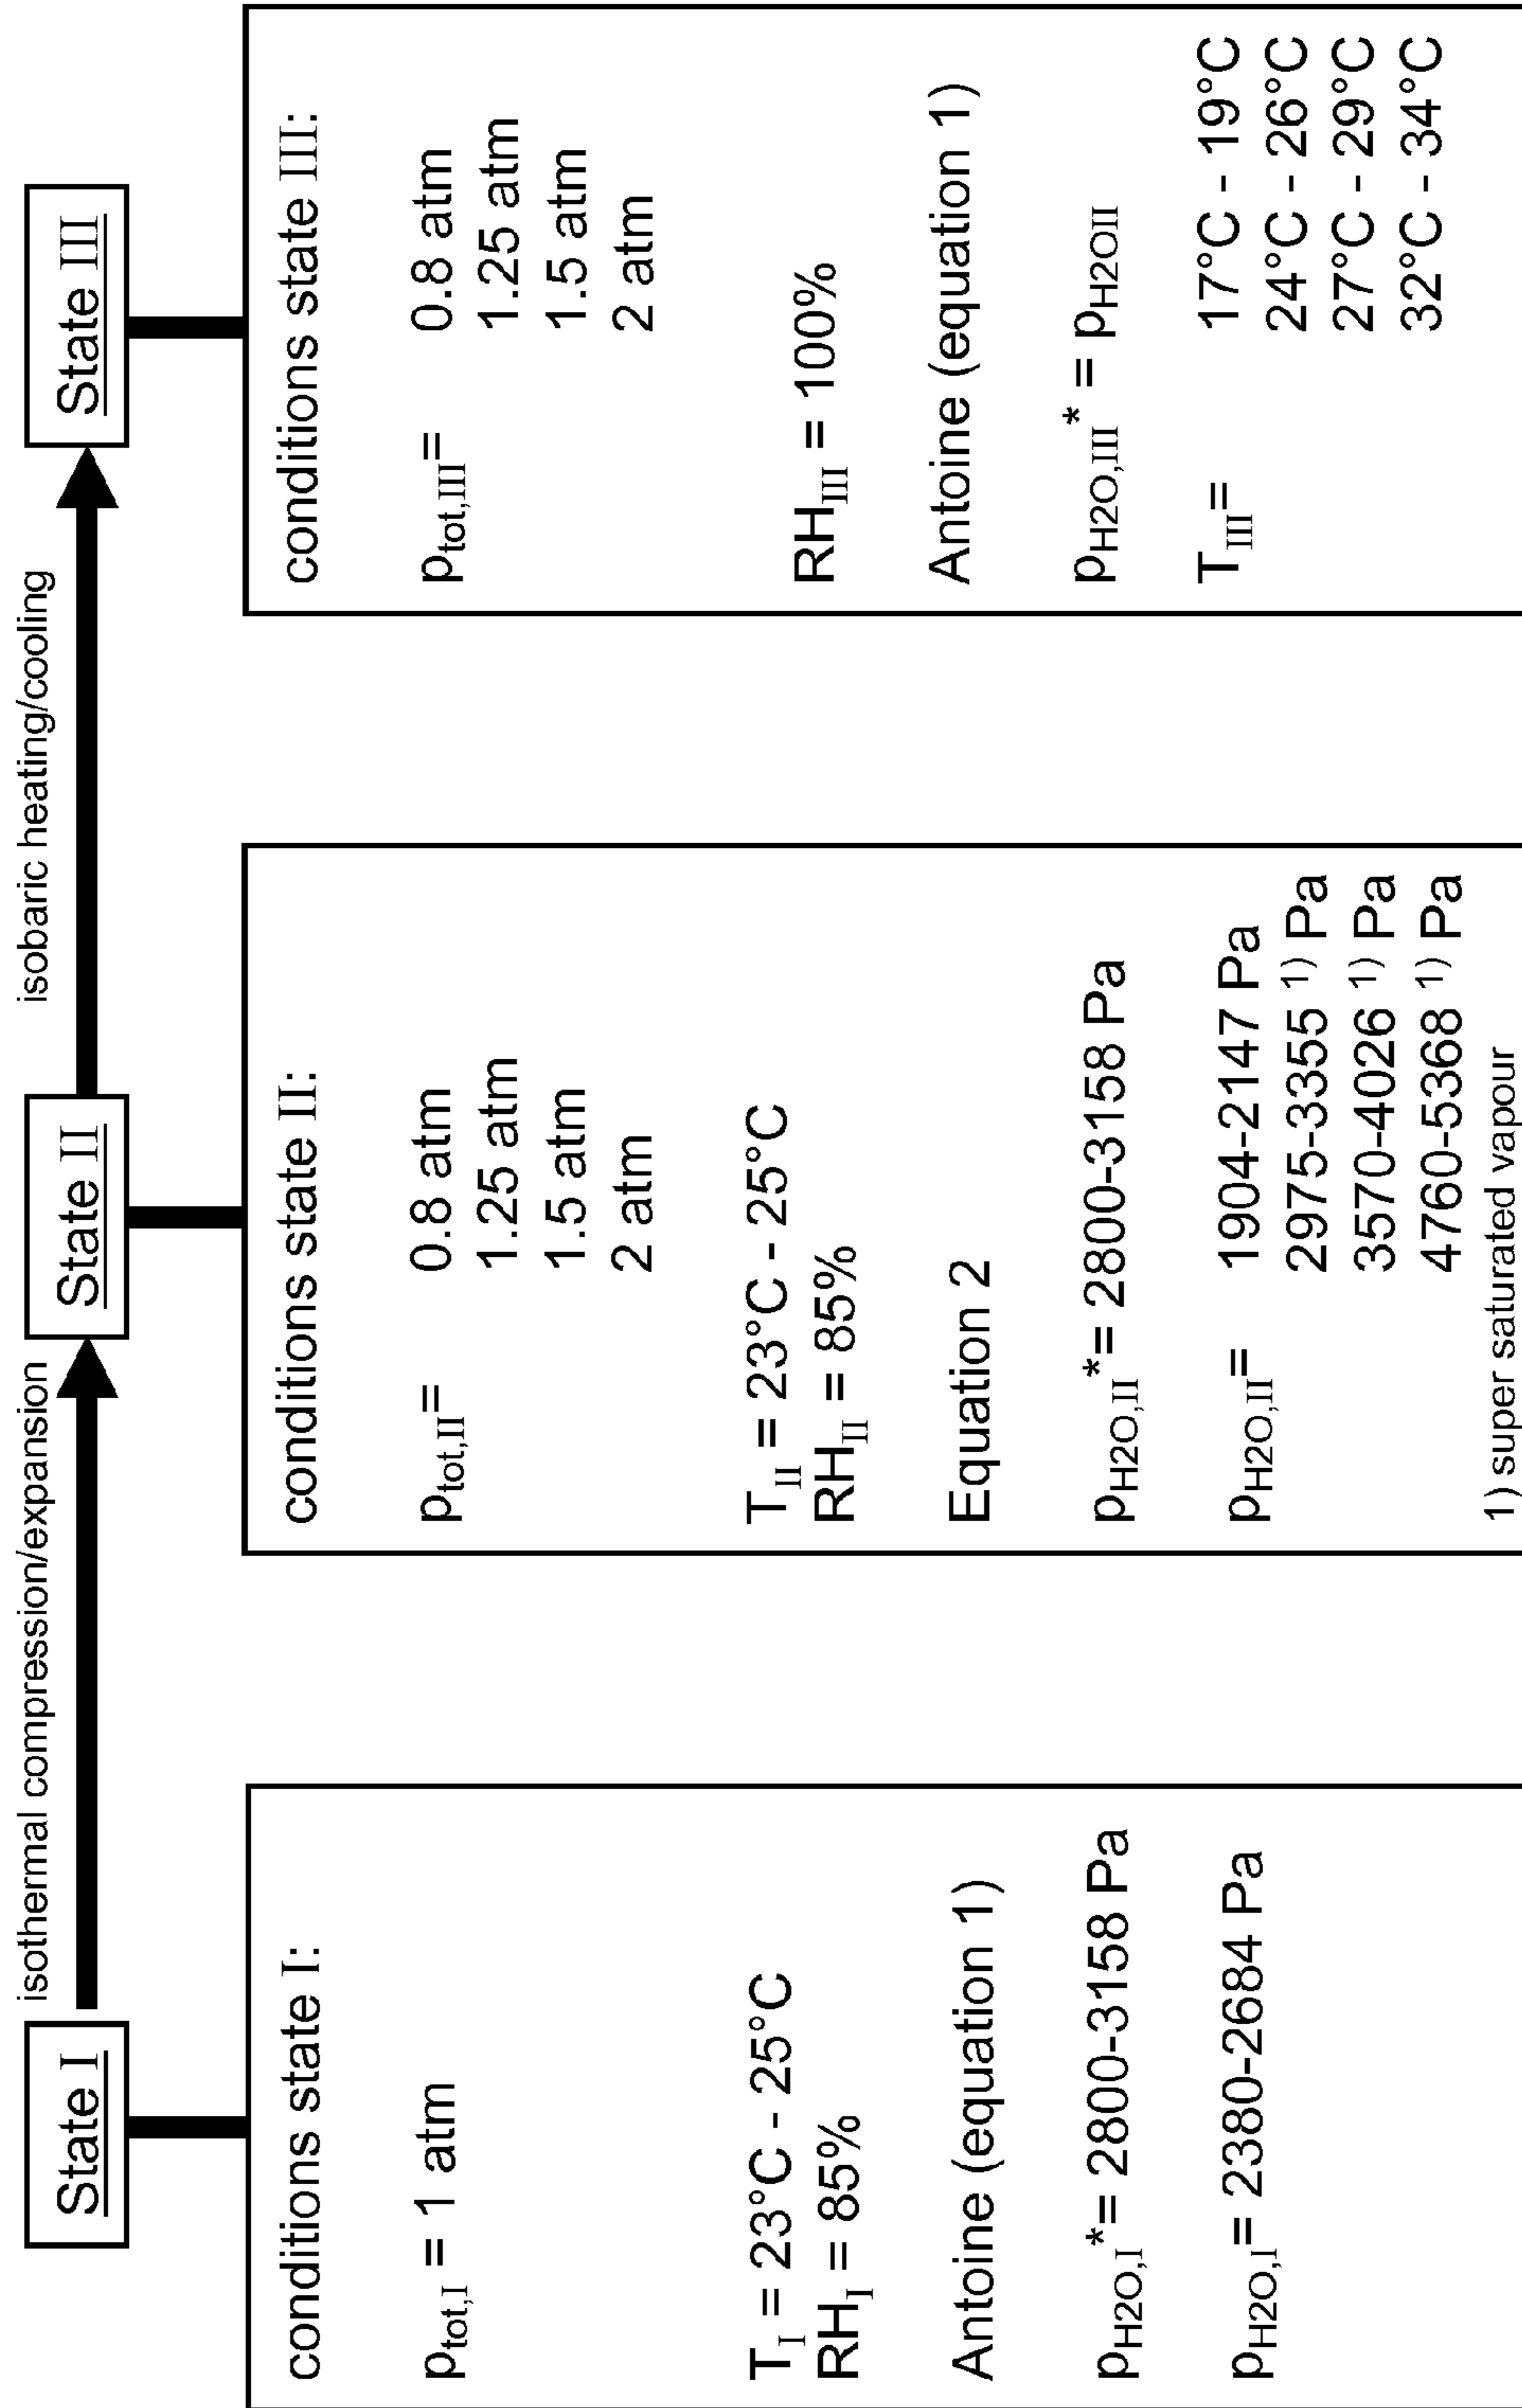 State I
isothermal compression/expansion
State II
isobaric heating/cooling
State III
conditions state I:
p_tot,I = 1 atm
T_I = 23°C - 25°C
RH_I = 85%
Antoine (equation 1)
p_H2O,I* = 2800-3158 Pa
p_H2O,I = 2380-2684 Pa
conditions state II:
p_tot,II = 0.8 atm
1.25 atm
1.5 atm
2 atm
T_II = 23°C - 25°C
RH_II = 85%
Equation 2
p_H2O,II* = 2800-3158 Pa
p_H2O,II = 1904-2147 Pa
2975-3355 1) Pa
3570-4026 1) Pa
4760-5368 1) Pa
1) super saturated vapour
conditions state III:
p_tot,III = 0.8 atm
1.25 atm
1.5 atm
2 atm
RH_III = 100%
Antoine (equation 1)
p_H2O,III* = p_H2OII
T_III = 17°C - 19°C
24°C - 26°C
27°C - 29°C
32°C - 34°C